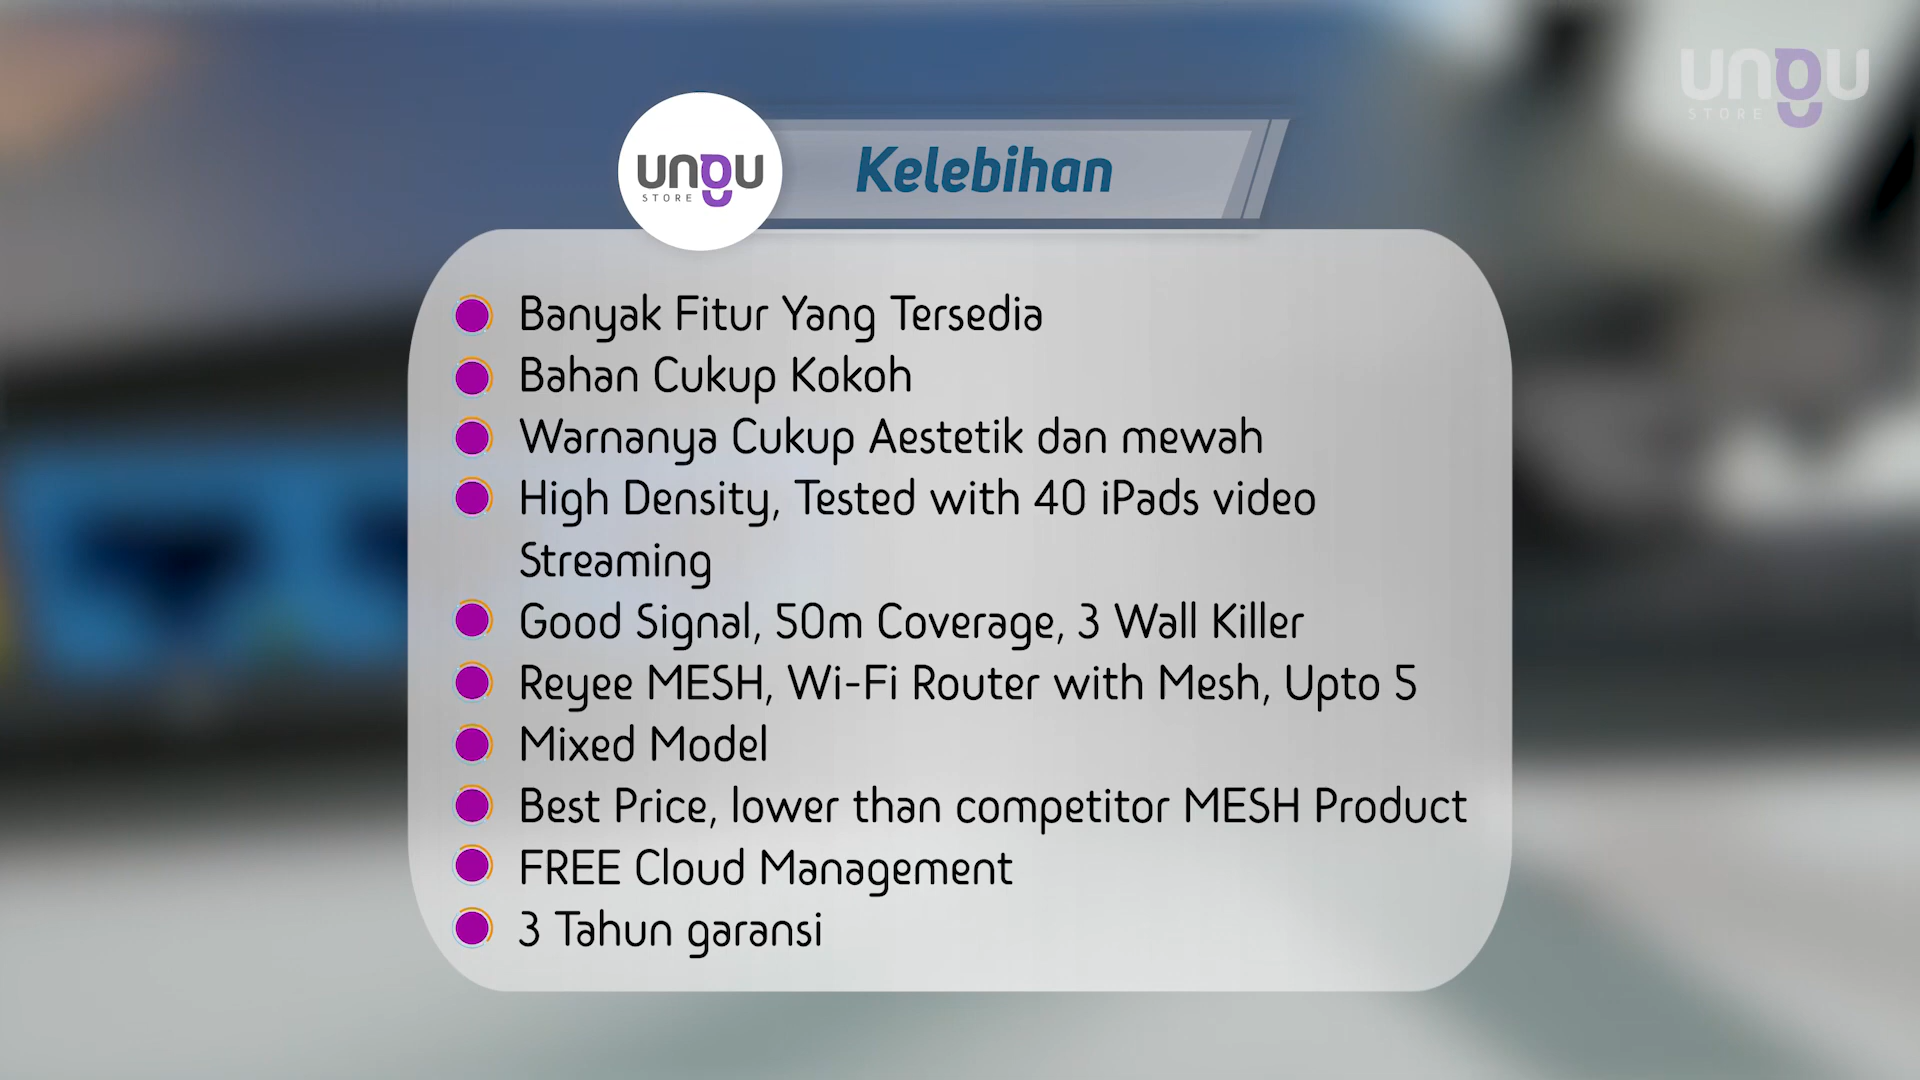 ungu
STORE
ungu
STORE
Kelebihan
Banyak Fitur Yang Tersedia
Bahan Cukup Kokoh
Warnanya Cukup Aestetik dan mewah
High Density, Tested with 40 iPads video
Streaming
Good Signal, 50m Coverage, 3 Wall Killer
Reyee MESH, Wi-Fi Router with Mesh, Upto 5
Mixed Model
Best Price, lower than competitor MESH Product
FREE Cloud Management
3 Tahun garansi